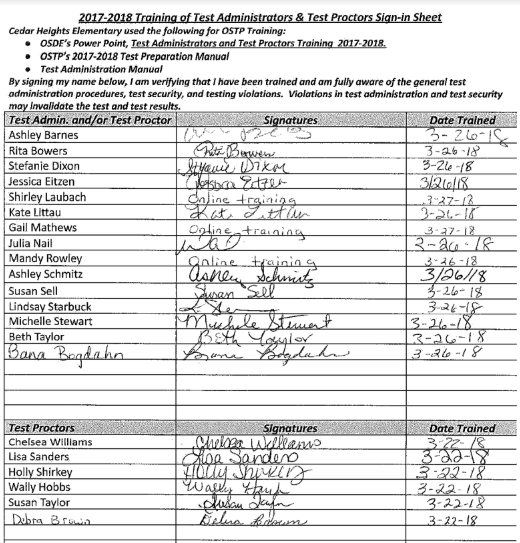 2017-2018 Training of Test Administrators & Test Proctors Sign-in Sheet
Cedar Heights Elementary used the following for OSTP Training:
• OSDE's Power Point, Test Administrators and Test Proctors Training 2017-2018.
• OSTP's 2017-2018 Test Preparation Manual
• Test Administration Manual
By signing my name below, I am verifying that I have been trained and am fully aware of the general test
administration procedures, test security, and testing violations. Violations in test administration and test security
may invalidate the test and test results.
Test Admin. and/or Test Proctor Signatures Date Trained
Ashley Barnes 3-26-18
Rita Bowers Rita Bowers 3-26-18
Stefanie Dixon Stefanie Dixon 3-26-18
Jessica Eitzen Jessica Eitzen 3/26/18
Shirley Laubach Online training 3-27-18
Kate Littau Kate Littau 3-26-18
Gail Mathews Online training 3-27-18
Julia Nail 3-26-18
Mandy Rowley Online training 3-26-18
Ashley Schmitz Ashley Schmitz 3/26/18
Susan Sell Susan Sell 3-26-18
Lindsay Starbuck 3-26-18
Michelle Stewart Michele Stewart 3-26-18
Beth Taylor Beth Taylor 3-26-18
Dana Bogdahn Dana Bogdahn 3-26-18
Test Proctors Signatures Date Trained
Chelsea Williams Chelsea Williams 3-22-18
Lisa Sanders Lisa Sanders 3-22-18
Holly Shirkey Holly Shirkey 3-22-18
Wally Hobbs Wally 3-22-18
Susan Taylor Susan 3-22-18
Debra Brown Debra Brown 3-22-18